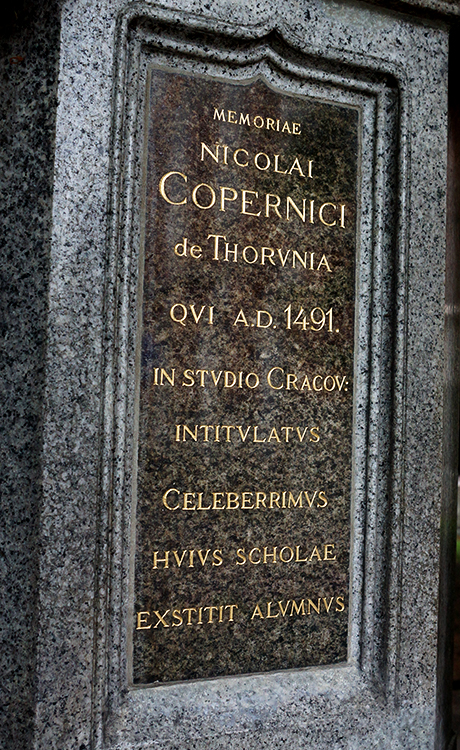 MEMORIAE
NICOLAI
COPERNICI
de THORVNIA
QVI A.D. 1491.
IN STVDIO CRACOV:
INTITVLATVS
CELEBERRIMVS
HVIVS SCHOLAE
EXSTITIT ALVMNVS